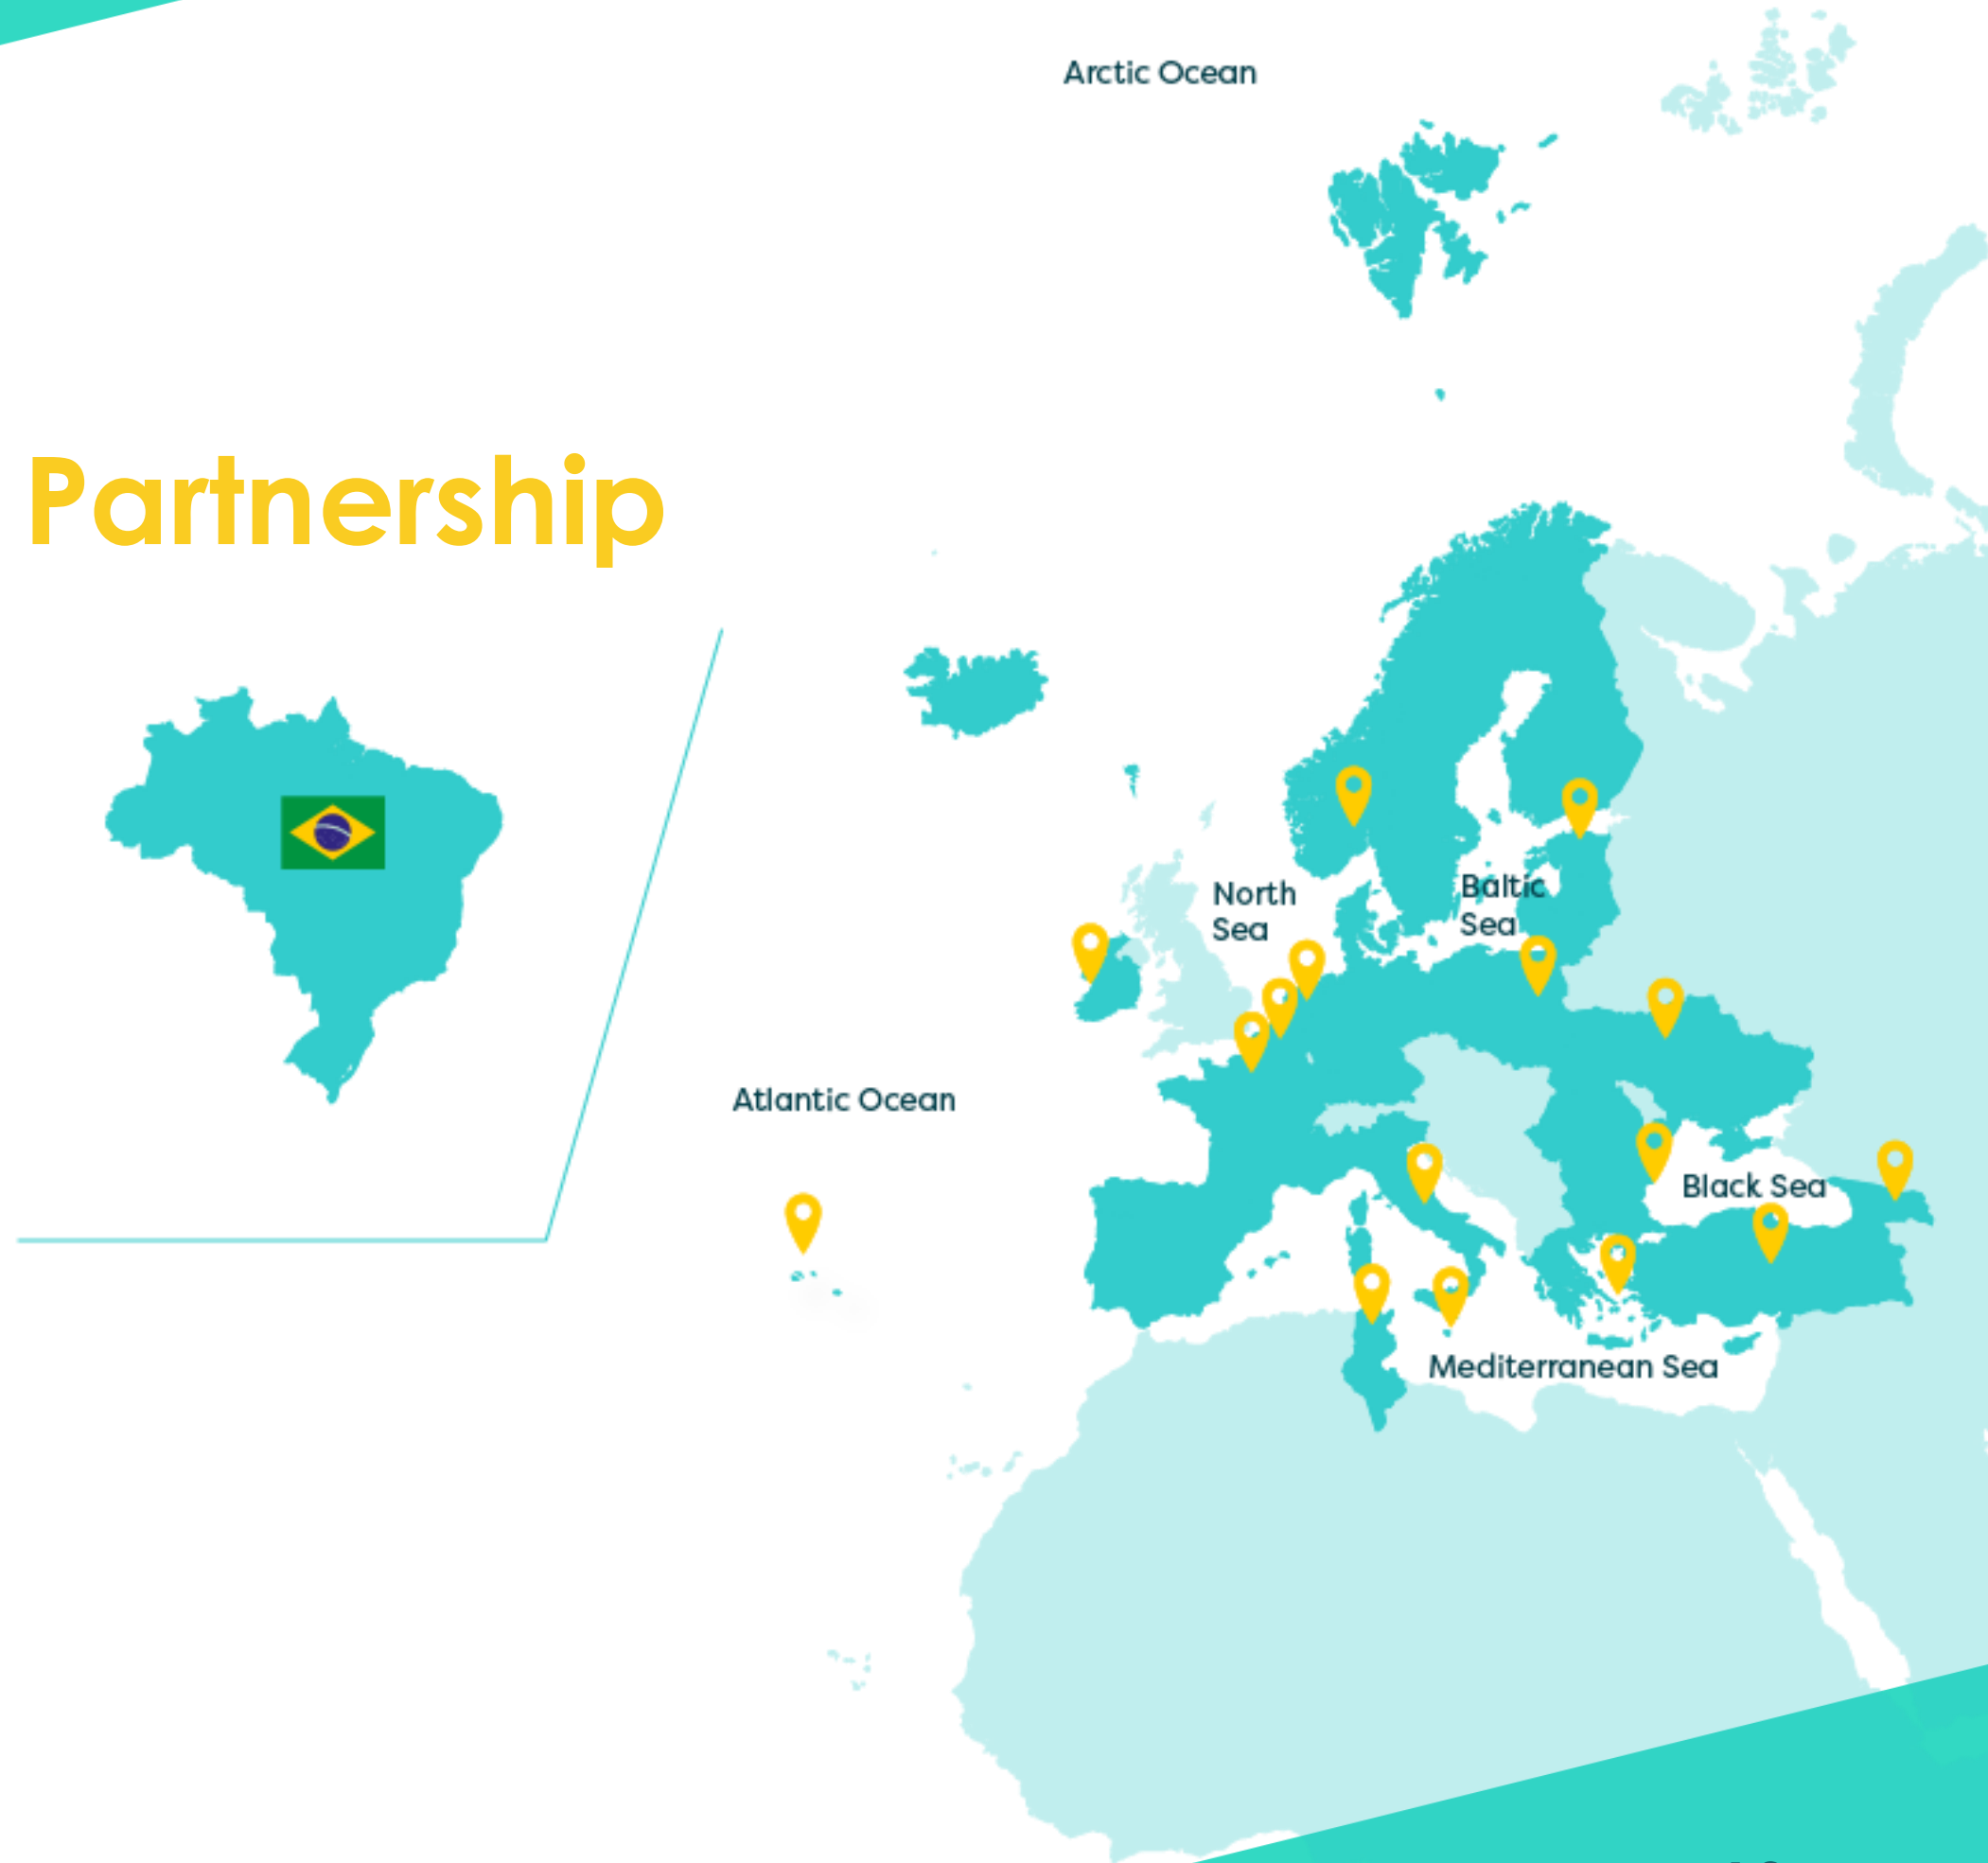 Arctic Ocean
Partnership
North
Sea
Baltic
Sea
Atlantic Ocean
Black Sea
Mediterranean Sea